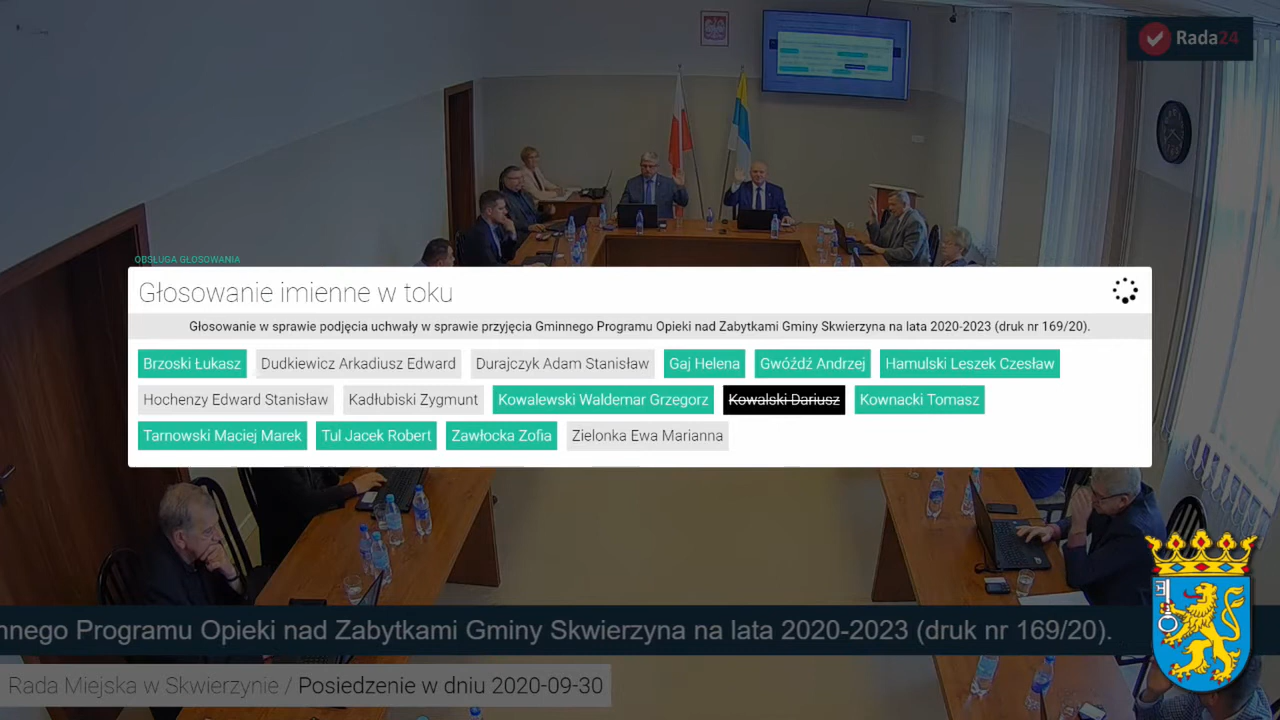 Rada24
OBSŁUGA GŁOSOWANIA
Głosowanie imienne w toku
Głosowanie w sprawie podjęcia uchwały w sprawie przyjęcia Gminnego Programu Opieki nad Zabytkami Gminy Skwierzyna na lata 2020-2023 (druk nr 169/20).
Brzoski Łukasz Dudkiewicz Arkadiusz Edward Durajczyk Adam Stanisław Gaj Helena Gwóźdź Andrzej Hamulski Leszek Czesław
Hochenzy Edward Stanisław Kadłubiski Zygmunt Kowalewski Waldemar Grzegorz Kowalski Dariusz Kownacki Tomasz
Tarnowski Maciej Marek Tul Jacek Robert Zawłocka Zofia Zielonka Ewa Marianna
nnego Programu Opieki nad Zabytkami Gminy Skwierzyna na lata 2020-2023 (druk nr 169/20).
Rada Miejska w Skwierzynie / Posiedzenie w dniu 2020-09-30